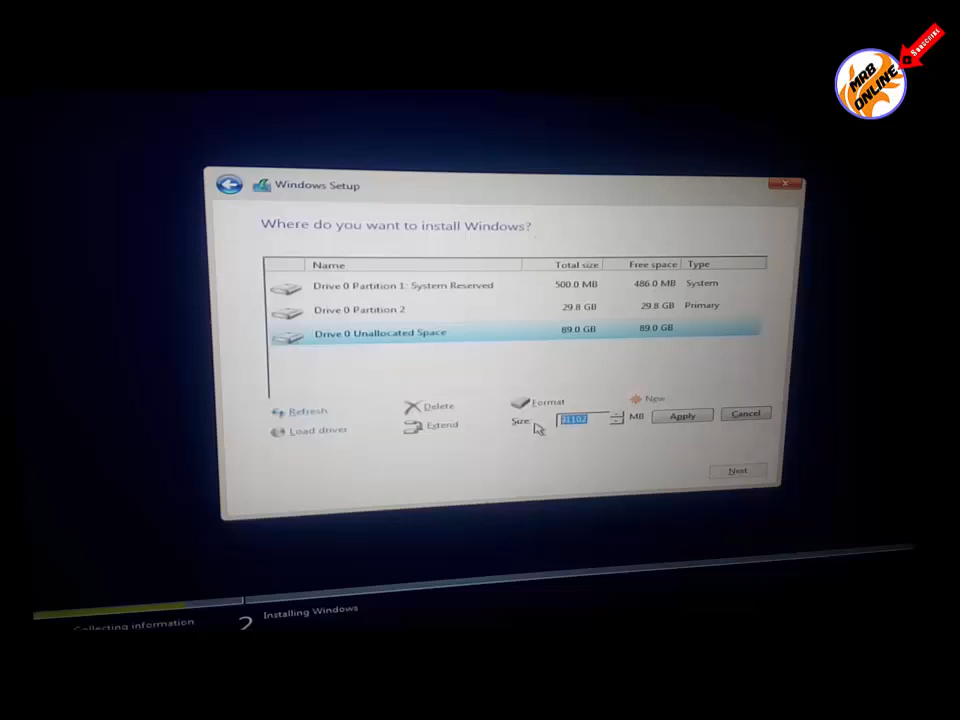 SUBSCRIBE
MRB
ONLINE
Windows Setup
Where do you want to install Windows?
Name Total size Free space Type
Drive 0 Partition 1: System Reserved 500.0 MB 486.0 MB System
Drive 0 Partition 2 29.8 GB 29.8 GB Primary
Drive 0 Unallocated Space 89.0 GB 89.0 GB
Refresh Delete Format New
Load driver Extend Size: MB Apply Cancel
Next
Collecting information 2 Installing Windows